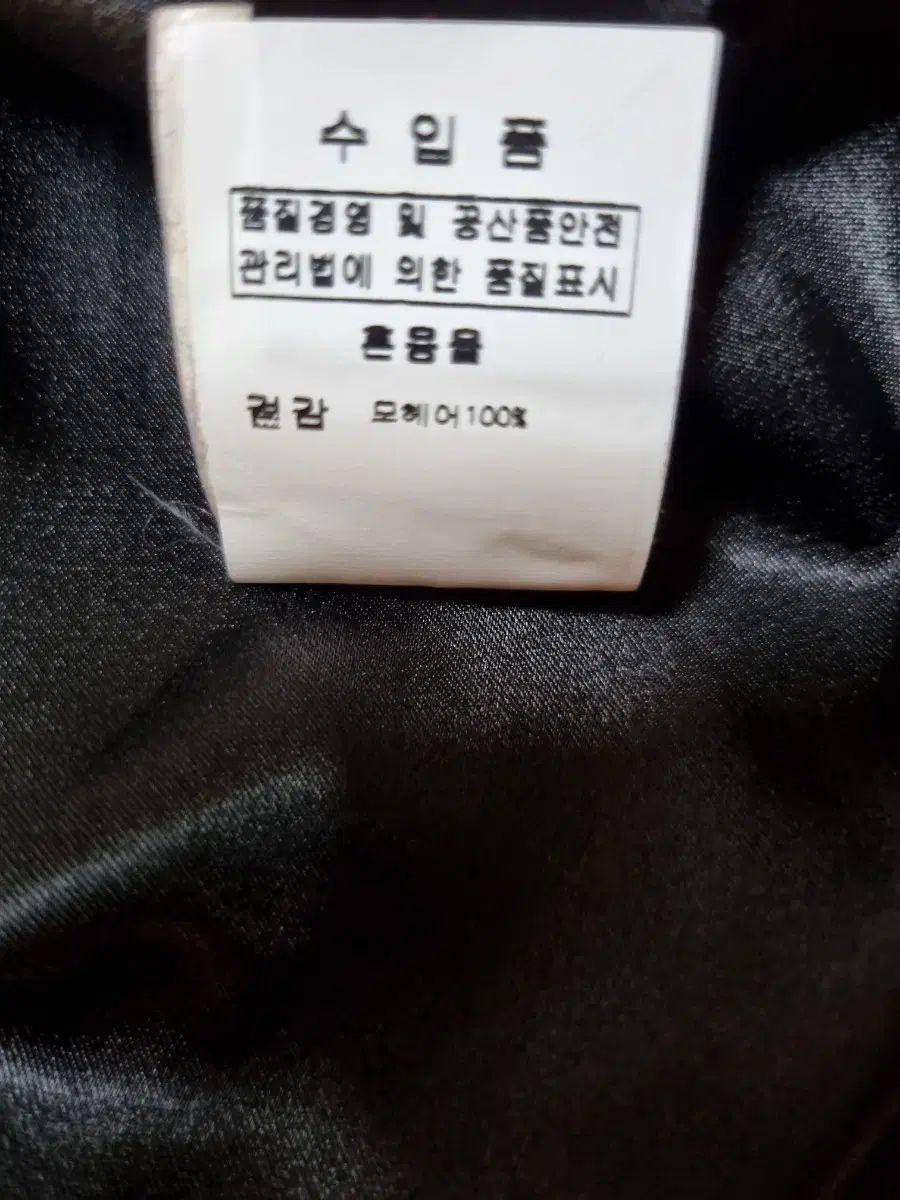 수 입 품
품질경영 및 공산품안전
관리법에 의한 품질표시
혼용율
겉감 모헤어100%